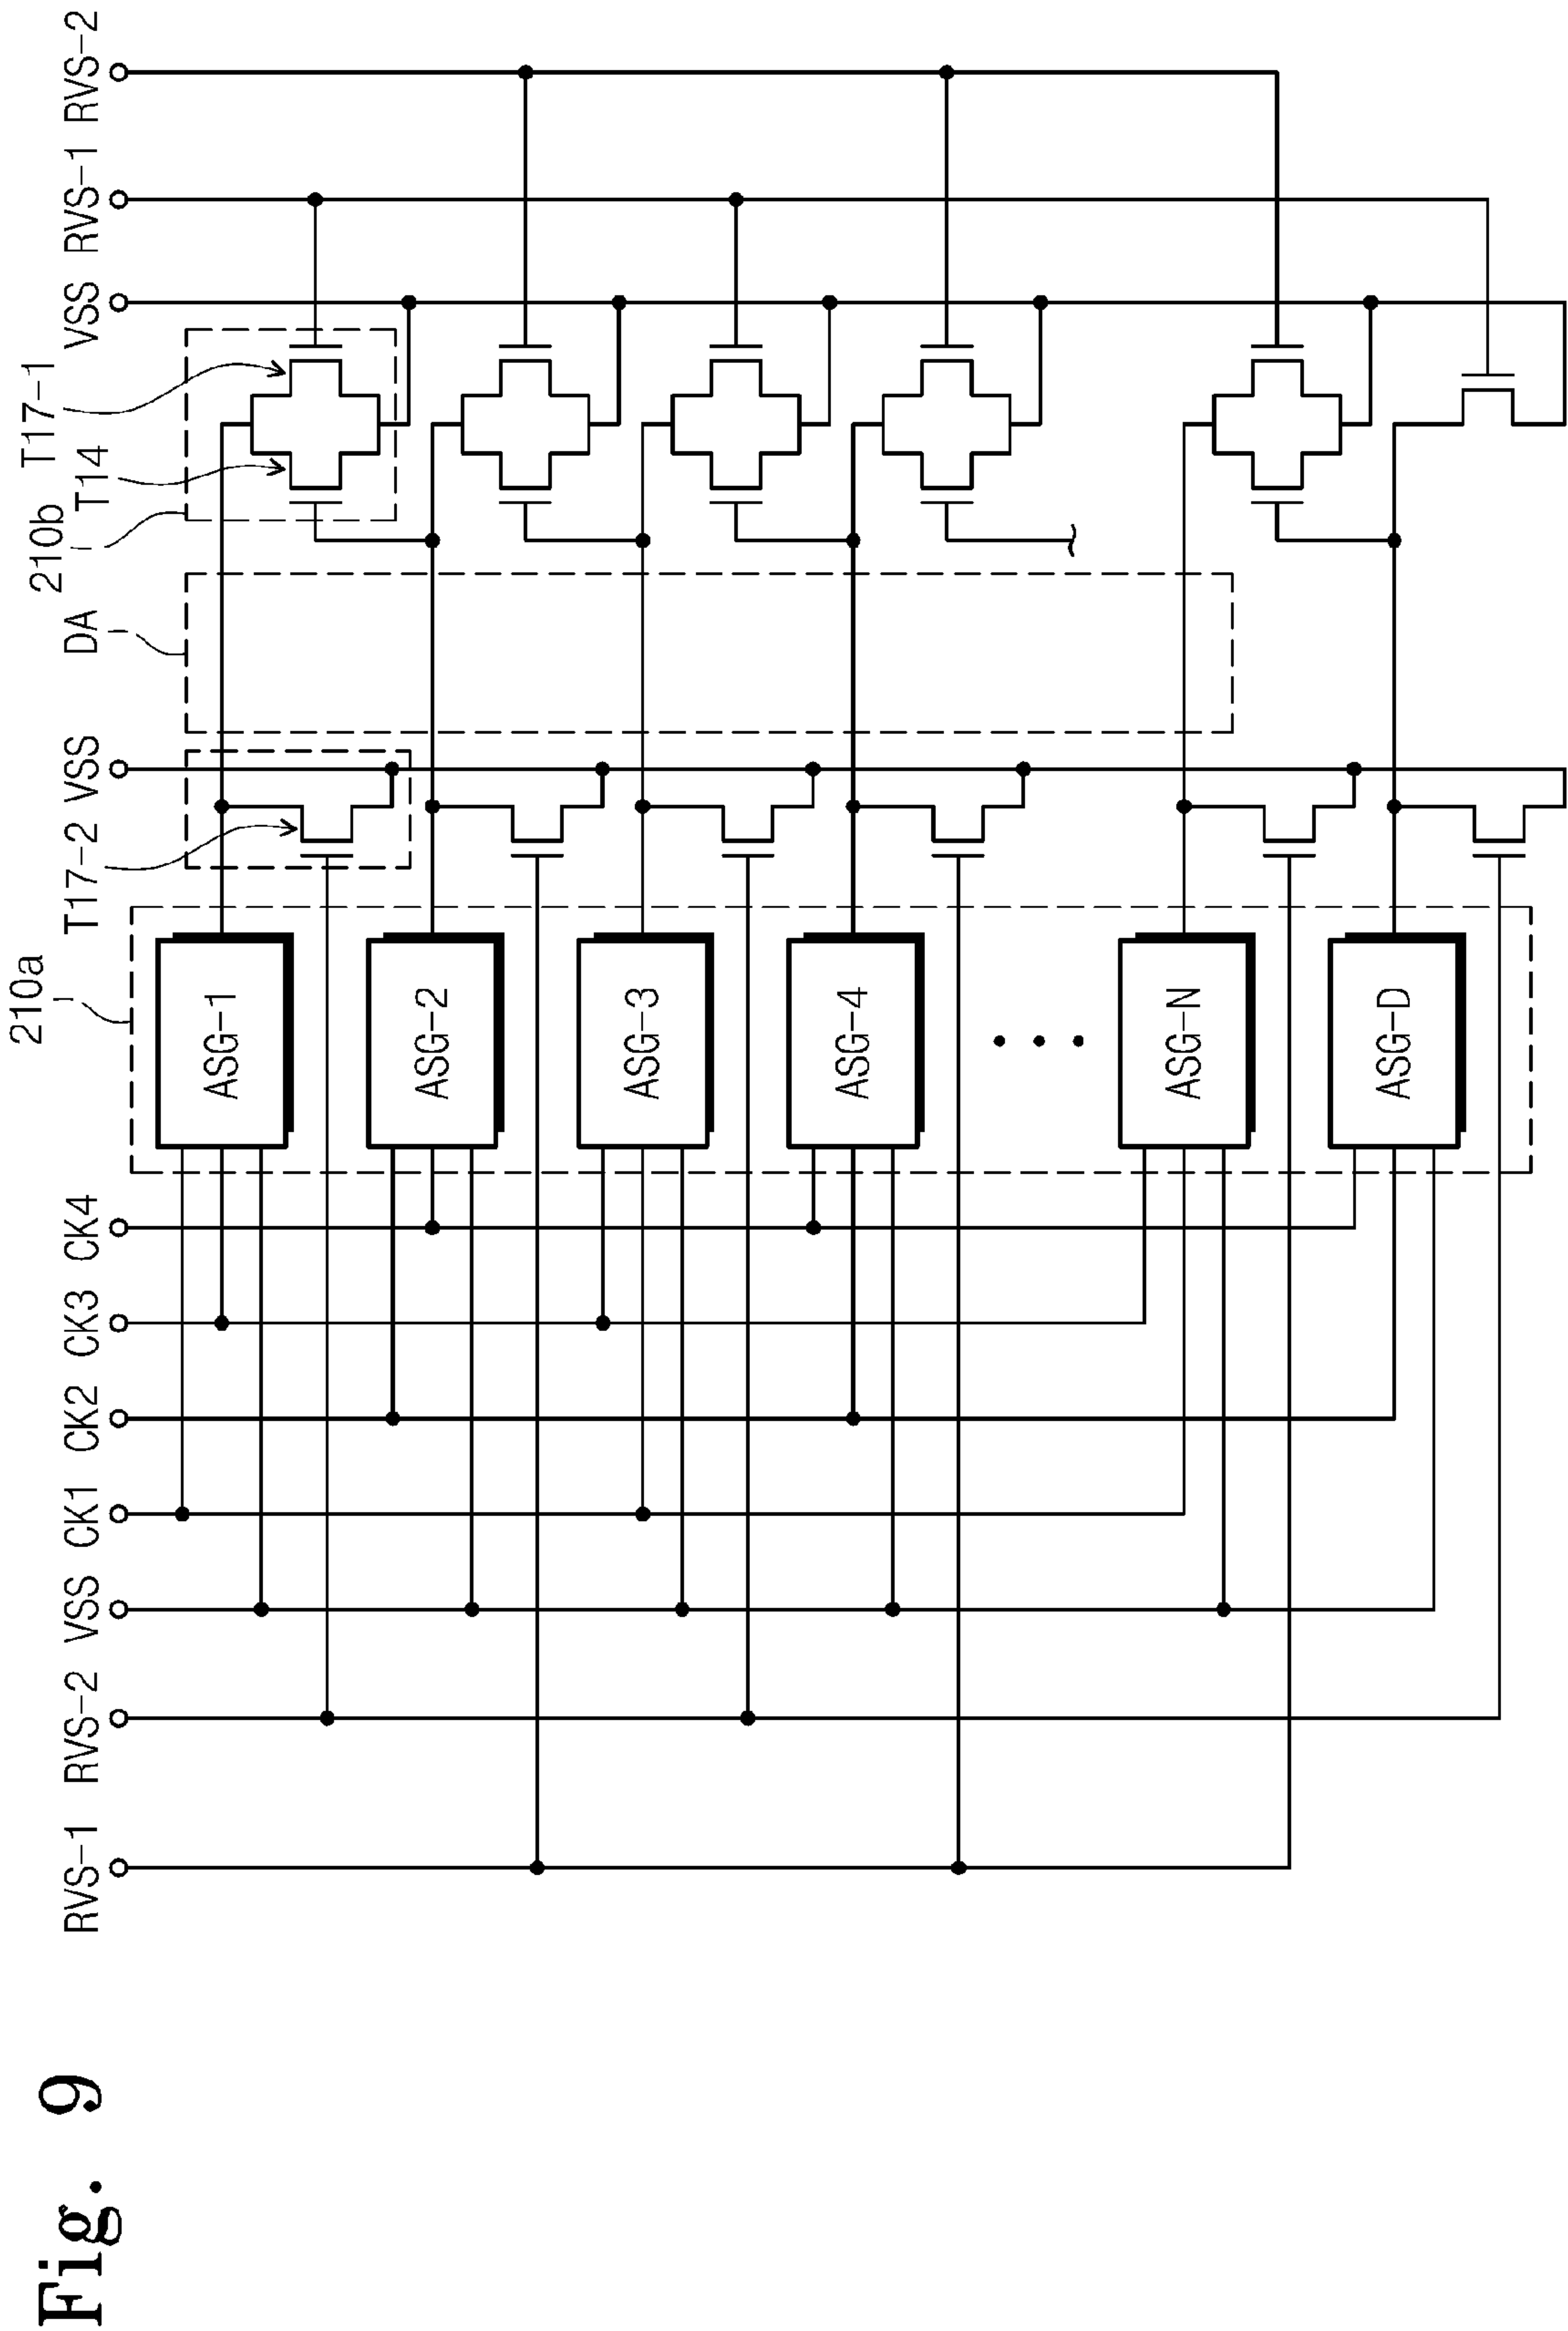 Fig. 9
RVS-1
RVS-2
VSS
CK1
CK2
CK3
CK4
210a
T17-2
VSS
DA
210b
T14
T17-1
VSS
RVS-1
RVS-2
ASG-1
ASG-2
ASG-3
ASG-4
ASG-N
ASG-D